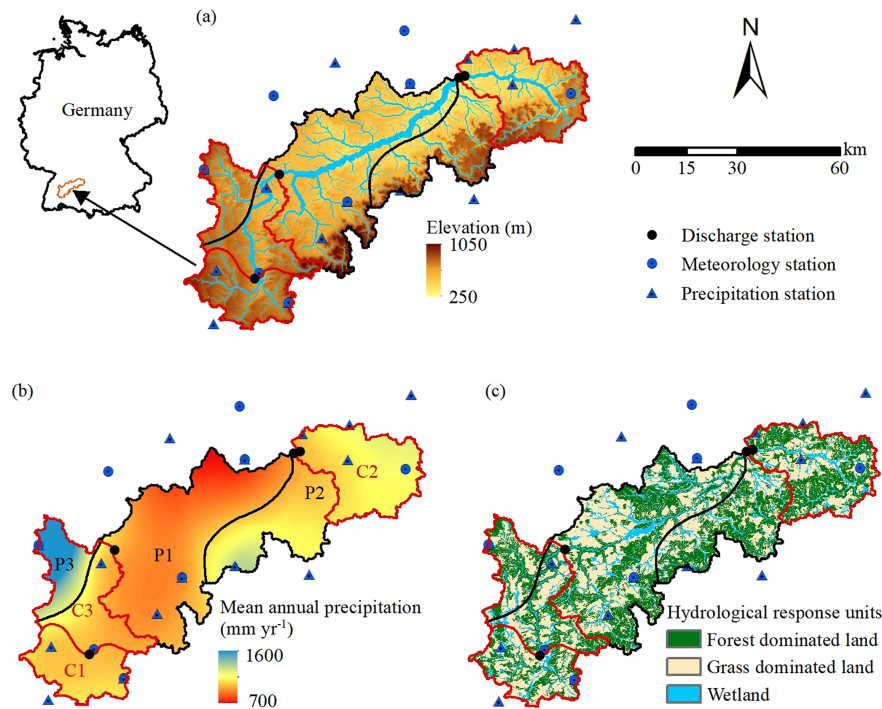 (a)
Germany
N
km
0 15 30 60
Elevation (m)
1050
250
Discharge station
Meteorology station
Precipitation station
(b)
P2
C2
P3
P1
C3
C1
Mean annual precipitation
(mm yr-1)
1600
700
(c)
Hydrological response units
Forest dominated land
Grass dominated land
Wetland